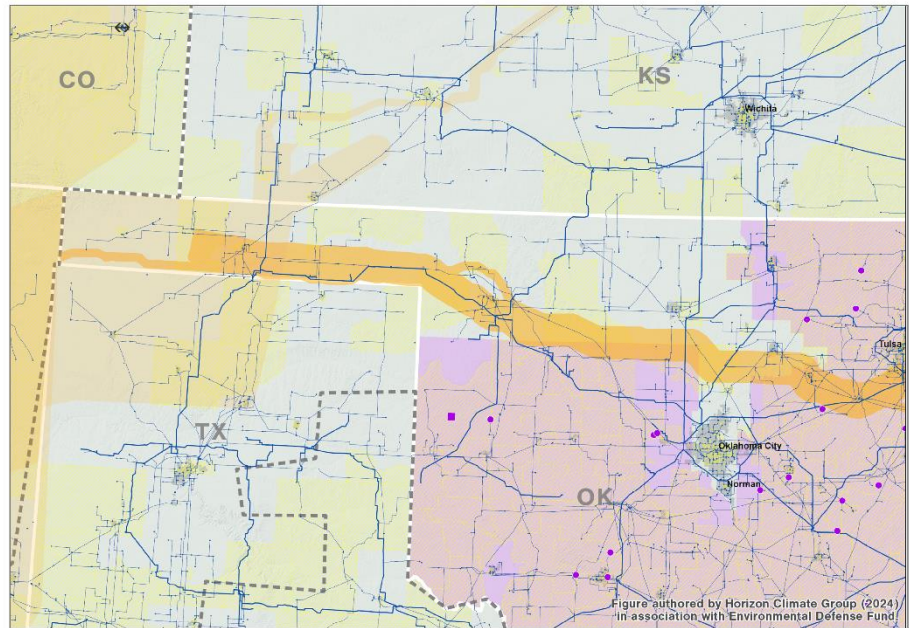 CO
KS
Wichita
Tulsa
TX
Oklahoma City
Norman
OK
Figure authored by Horizon Climate Group (2024)
in association with Environmental Defense Fund